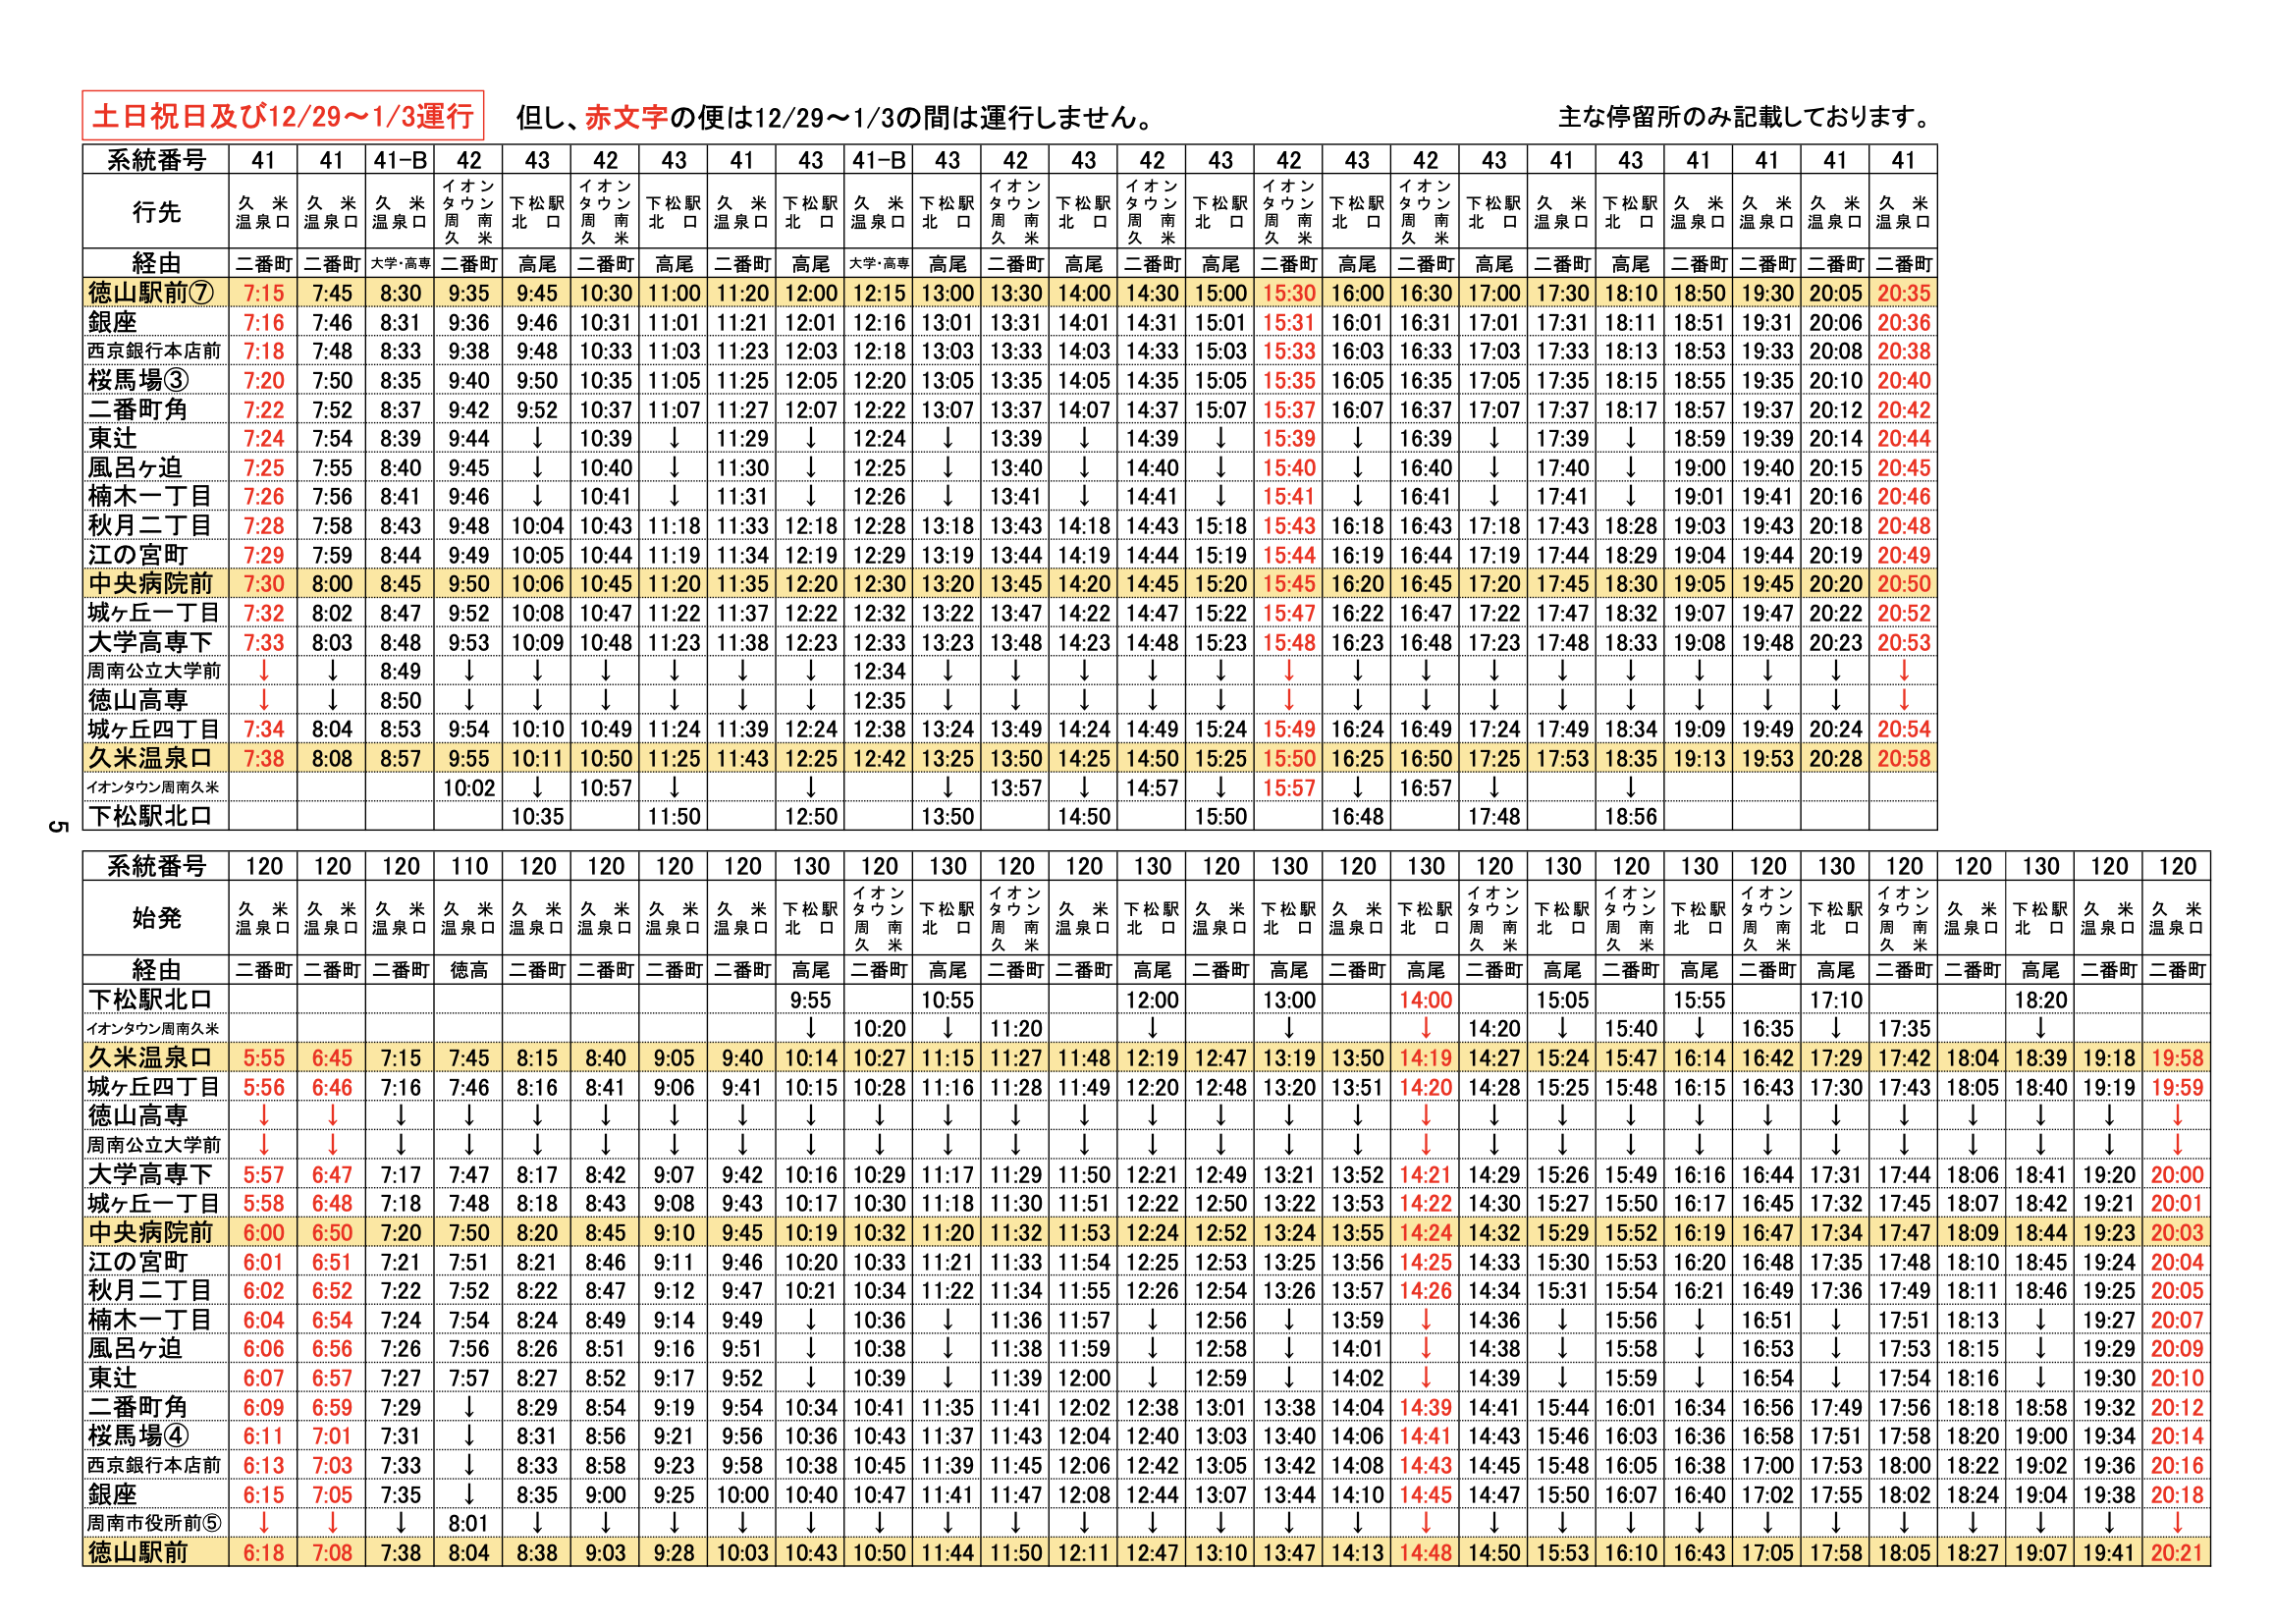 土日祝日及び12/29～1/3運行 但し、赤文字の便は12/29～1/3の間は運行しません。 主な停留所のみ記載しております。
系統番号 41 41 41-B 42 43 42 43 41 43 41-B 43 42 43 42 43 42 43 42 43 41 43 41 41 41 41
行先 久米温泉口 久米温泉口 久米温泉口 イオンタウン周南久米 下松駅北口 イオンタウン周南久米 下松駅北口 久米温泉口 下松駅北口 久米温泉口 下松駅北口 イオンタウン周南久米 下松駅北口 イオンタウン周南久米 下松駅北口 イオンタウン周南久米 下松駅北口 イオンタウン周南久米 下松駅北口 久米温泉口 下松駅北口 久米温泉口 久米温泉口 久米温泉口 久米温泉口
経由 二番町 二番町 大学・高専 二番町 高尾 二番町 高尾 二番町 高尾 大学・高専 高尾 二番町 高尾 二番町 高尾 二番町 高尾 二番町 高尾 二番町 高尾 二番町 二番町 二番町 二番町
徳山駅前⑦ 7:15 7:45 8:30 9:35 9:45 10:30 11:00 11:20 12:00 12:15 13:00 13:30 14:00 14:30 15:00 15:30 16:00 16:30 17:00 17:30 18:10 18:50 19:30 20:05 20:35
銀座 7:16 7:46 8:31 9:36 9:46 10:31 11:01 11:21 12:01 12:16 13:01 13:31 14:01 14:31 15:01 15:31 16:01 16:31 17:01 17:31 18:11 18:51 19:31 20:06 20:36
西京銀行本店前 7:18 7:48 8:33 9:38 9:48 10:33 11:03 11:23 12:03 12:18 13:03 13:33 14:03 14:33 15:03 15:33 16:03 16:33 17:03 17:33 18:13 18:53 19:33 20:08 20:38
桜馬場③ 7:20 7:50 8:35 9:40 9:50 10:35 11:05 11:25 12:05 12:20 13:05 13:35 14:05 14:35 15:05 15:35 16:05 16:35 17:05 17:35 18:15 18:55 19:35 20:10 20:40
二番町角 7:22 7:52 8:37 9:42 9:52 10:37 11:07 11:27 12:07 12:22 13:07 13:37 14:07 14:37 15:07 15:37 16:07 16:37 17:07 17:37 18:17 18:57 19:37 20:12 20:42
東辻 7:24 7:54 8:39 9:44 ↓ 10:39 ↓ 11:29 ↓ 12:24 ↓ 13:39 ↓ 14:39 ↓ 15:39 ↓ 16:39 ↓ 17:39 ↓ 18:59 19:39 20:14 20:44
風呂ヶ迫 7:25 7:55 8:40 9:45 ↓ 10:40 ↓ 11:30 ↓ 12:25 ↓ 13:40 ↓ 14:40 ↓ 15:40 ↓ 16:40 ↓ 17:40 ↓ 19:00 19:40 20:15 20:45
楠木一丁目 7:26 7:56 8:41 9:46 ↓ 10:41 ↓ 11:31 ↓ 12:26 ↓ 13:41 ↓ 14:41 ↓ 15:41 ↓ 16:41 ↓ 17:41 ↓ 19:01 19:41 20:16 20:46
秋月二丁目 7:28 7:58 8:43 9:48 10:04 10:43 11:18 11:33 12:18 12:28 13:18 13:43 14:18 14:43 15:18 15:43 16:18 16:43 17:18 17:43 18:28 19:03 19:43 20:18 20:48
江の宮町 7:29 7:59 8:44 9:49 10:05 10:44 11:19 11:34 12:19 12:29 13:19 13:44 14:19 14:44 15:19 15:44 16:19 16:44 17:19 17:44 18:29 19:04 19:44 20:19 20:49
中央病院前 7:30 8:00 8:45 9:50 10:06 10:45 11:20 11:35 12:20 12:30 13:20 13:45 14:20 14:45 15:20 15:45 16:20 16:45 17:20 17:45 18:30 19:05 19:45 20:20 20:50
城ヶ丘一丁目 7:32 8:02 8:47 9:52 10:08 10:47 11:22 11:37 12:22 12:32 13:22 13:47 14:22 14:47 15:22 15:47 16:22 16:47 17:22 17:47 18:32 19:07 19:47 20:22 20:52
大学高専下 7:33 8:03 8:48 9:53 10:09 10:48 11:23 11:38 12:23 12:33 13:23 13:48 14:23 14:48 15:23 15:48 16:23 16:48 17:23 17:48 18:33 19:08 19:48 20:23 20:53
周南公立大学前 ↓ ↓ 8:49 ↓ ↓ ↓ ↓ ↓ ↓ 12:34 ↓ ↓ ↓ ↓ ↓ ↓ ↓ ↓ ↓ ↓ ↓ ↓ ↓ ↓ ↓
徳山高専 ↓ ↓ 8:50 ↓ ↓ ↓ ↓ ↓ ↓ 12:35 ↓ ↓ ↓ ↓ ↓ ↓ ↓ ↓ ↓ ↓ ↓ ↓ ↓ ↓ ↓
城ヶ丘四丁目 7:34 8:04 8:53 9:54 10:10 10:49 11:24 11:39 12:24 12:38 13:24 13:49 14:24 14:49 15:24 15:49 16:24 16:49 17:24 17:49 18:34 19:09 19:49 20:24 20:54
久米温泉口 7:38 8:08 8:57 9:55 10:11 10:50 11:25 11:43 12:25 12:42 13:25 13:50 14:25 14:50 15:25 15:50 16:25 16:50 17:25 17:53 18:35 19:13 19:53 20:28 20:58
イオンタウン周南久米 10:02 ↓ 10:57 ↓ ↓ ↓ 13:57 ↓ 14:57 ↓ 15:57 ↓ 16:57 ↓ ↓
下松駅北口 10:35 11:50 12:50 13:50 14:50 15:50 16:48 17:48 18:56
5
系統番号 120 120 120 110 120 120 120 120 130 120 130 120 120 130 120 130 120 130 120 130 120 130 120 130 120 120 130 120 120
始発 久米温泉口 久米温泉口 久米温泉口 久米温泉口 久米温泉口 久米温泉口 久米温泉口 久米温泉口 下松駅北口 イオンタウン周南久米 下松駅北口 イオンタウン周南久米 久米温泉口 下松駅北口 久米温泉口 下松駅北口 久米温泉口 下松駅北口 イオンタウン周南久米 下松駅北口 イオンタウン周南久米 下松駅北口 イオンタウン周南久米 下松駅北口 イオンタウン周南久米 久米温泉口 下松駅北口 久米温泉口 久米温泉口
経由 二番町 二番町 二番町 徳高 二番町 二番町 二番町 二番町 高尾 二番町 高尾 二番町 二番町 高尾 二番町 高尾 二番町 高尾 二番町 高尾 二番町 高尾 二番町 高尾 二番町 二番町 高尾 二番町 二番町
下松駅北口 9:55 10:55 12:00 13:00 14:00 15:05 15:55 17:10 18:20
イオンタウン周南久米 ↓ 10:20 ↓ 11:20 ↓ ↓ ↓ 14:20 ↓ 15:40 ↓ 16:35 ↓ 17:35 ↓
久米温泉口 5:55 6:45 7:15 7:45 8:15 8:40 9:05 9:40 10:14 10:27 11:15 11:27 11:48 12:19 12:47 13:19 13:50 14:19 14:27 15:24 15:47 16:14 16:42 17:29 17:42 18:04 18:39 19:18 19:58
城ヶ丘四丁目 5:56 6:46 7:16 7:46 8:16 8:41 9:06 9:41 10:15 10:28 11:16 11:28 11:49 12:20 12:48 13:20 13:51 14:20 14:28 15:25 15:48 16:15 16:43 17:30 17:43 18:05 18:40 19:19 19:59
徳山高専 ↓ ↓ ↓ ↓ ↓ ↓ ↓ ↓ ↓ ↓ ↓ ↓ ↓ ↓ ↓ ↓ ↓ ↓ ↓ ↓ ↓ ↓ ↓ ↓ ↓ ↓ ↓ ↓ ↓
周南公立大学前 ↓ ↓ ↓ ↓ ↓ ↓ ↓ ↓ ↓ ↓ ↓ ↓ ↓ ↓ ↓ ↓ ↓ ↓ ↓ ↓ ↓ ↓ ↓ ↓ ↓ ↓ ↓ ↓ ↓
大学高専下 5:57 6:47 7:17 7:47 8:17 8:42 9:07 9:42 10:16 10:29 11:17 11:29 11:50 12:21 12:49 13:21 13:52 14:21 14:29 15:26 15:49 16:16 16:44 17:31 17:44 18:06 18:41 19:20 20:00
城ヶ丘一丁目 5:58 6:48 7:18 7:48 8:18 8:43 9:08 9:43 10:17 10:30 11:18 11:30 11:51 12:22 12:50 13:22 13:53 14:22 14:30 15:27 15:50 16:17 16:45 17:32 17:45 18:07 18:42 19:21 20:01
中央病院前 6:00 6:50 7:20 7:50 8:20 8:45 9:10 9:45 10:19 10:32 11:20 11:32 11:53 12:24 12:52 13:24 13:55 14:24 14:32 15:29 15:52 16:19 16:47 17:34 17:47 18:09 18:44 19:23 20:03
江の宮町 6:01 6:51 7:21 7:51 8:21 8:46 9:11 9:46 10:20 10:33 11:21 11:33 11:54 12:25 12:53 13:25 13:56 14:25 14:33 15:30 15:53 16:20 16:48 17:35 17:48 18:10 18:45 19:24 20:04
秋月二丁目 6:02 6:52 7:22 7:52 8:22 8:47 9:12 9:47 10:21 10:34 11:22 11:34 11:55 12:26 12:54 13:26 13:57 14:26 14:34 15:31 15:54 16:21 16:49 17:36 17:49 18:11 18:46 19:25 20:05
楠木一丁目 6:04 6:54 7:24 7:54 8:24 8:49 9:14 9:49 ↓ 10:36 ↓ 11:36 11:57 ↓ 12:56 ↓ 13:59 ↓ 14:36 ↓ 15:56 ↓ 16:51 ↓ 17:51 18:13 ↓ 19:27 20:07
風呂ヶ迫 6:06 6:56 7:26 7:56 8:26 8:51 9:16 9:51 ↓ 10:38 ↓ 11:38 11:59 ↓ 12:58 ↓ 14:01 ↓ 14:38 ↓ 15:58 ↓ 16:53 ↓ 17:53 18:15 ↓ 19:29 20:09
東辻 6:07 6:57 7:27 7:57 8:27 8:52 9:17 9:52 ↓ 10:39 ↓ 11:39 12:00 ↓ 12:59 ↓ 14:02 ↓ 14:39 ↓ 15:59 ↓ 16:54 ↓ 17:54 18:16 ↓ 19:30 20:10
二番町角 6:09 6:59 7:29 ↓ 8:29 8:54 9:19 9:54 10:34 10:41 11:35 11:41 12:02 12:38 13:01 13:38 14:04 14:39 14:41 15:44 16:01 16:34 16:56 17:49 17:56 18:18 18:58 19:32 20:12
桜馬場④ 6:11 7:01 7:31 ↓ 8:31 8:56 9:21 9:56 10:36 10:43 11:37 11:43 12:04 12:40 13:03 13:40 14:06 14:41 14:43 15:46 16:03 16:36 16:58 17:51 17:58 18:20 19:00 19:34 20:14
西京銀行本店前 6:13 7:03 7:33 ↓ 8:33 8:58 9:23 9:58 10:38 10:45 11:39 11:45 12:06 12:42 13:05 13:42 14:08 14:43 14:45 15:48 16:05 16:38 17:00 17:53 18:00 18:22 19:02 19:36 20:16
銀座 6:15 7:05 7:35 ↓ 8:35 9:00 9:25 10:00 10:40 10:47 11:41 11:47 12:08 12:44 13:07 13:44 14:10 14:45 14:47 15:50 16:07 16:40 17:02 17:55 18:02 18:24 19:04 19:38 20:18
周南市役所前⑤ ↓ ↓ ↓ 8:01 ↓ ↓ ↓ ↓ ↓ ↓ ↓ ↓ ↓ ↓ ↓ ↓ ↓ ↓ ↓ ↓ ↓ ↓ ↓ ↓ ↓ ↓ ↓ ↓ ↓
徳山駅前 6:18 7:08 7:38 8:04 8:38 9:03 9:28 10:03 10:43 10:50 11:44 11:50 12:11 12:47 13:10 13:47 14:13 14:48 14:50 15:53 16:10 16:43 17:05 17:58 18:05 18:27 19:07 19:41 20:21